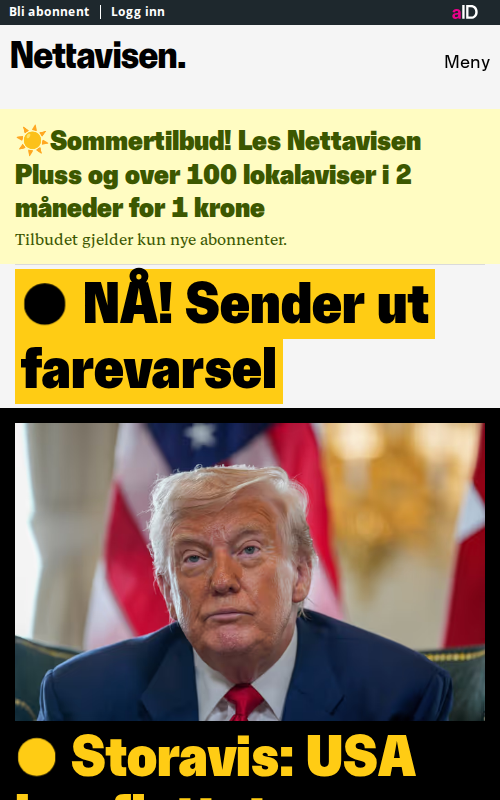 Bli abonnent | Logg inn
aID
Nettavisen.
Meny
☀️Sommertilbud! Les Nettavisen
Pluss og over 100 lokalaviser i 2
måneder for 1 krone
Tilbudet gjelder kun nye abonnenter.
● NÅ! Sender ut
farevarsel
● Storavis: USA